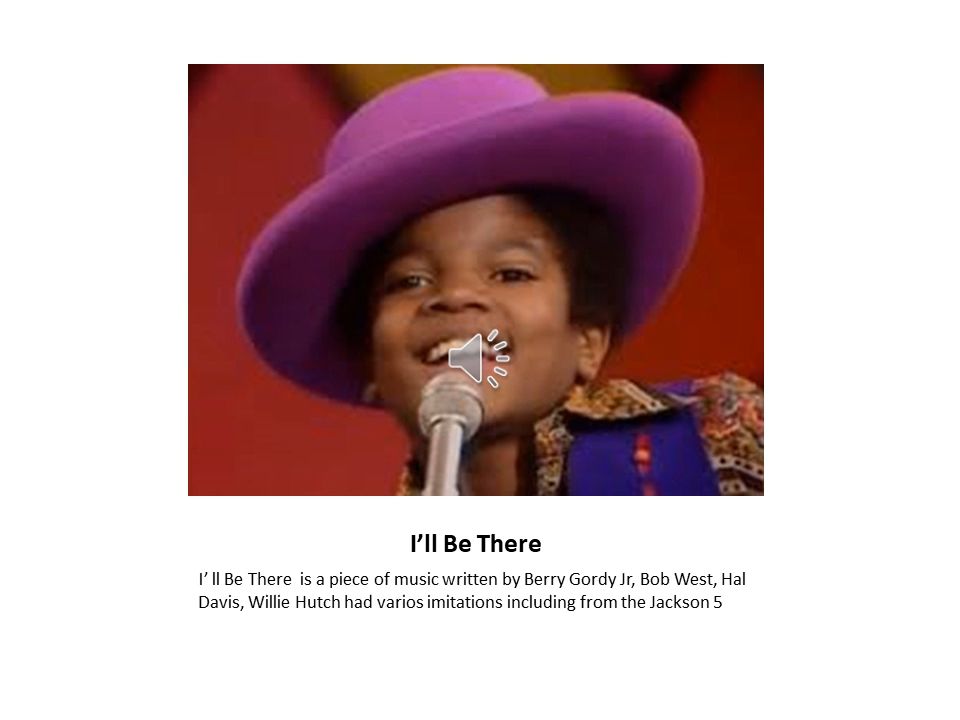 I’ll Be There
I’ ll Be There  is a piece of music written by Berry Gordy Jr, Bob West, Hal
Davis, Willie Hutch had varios imitations including from the Jackson 5